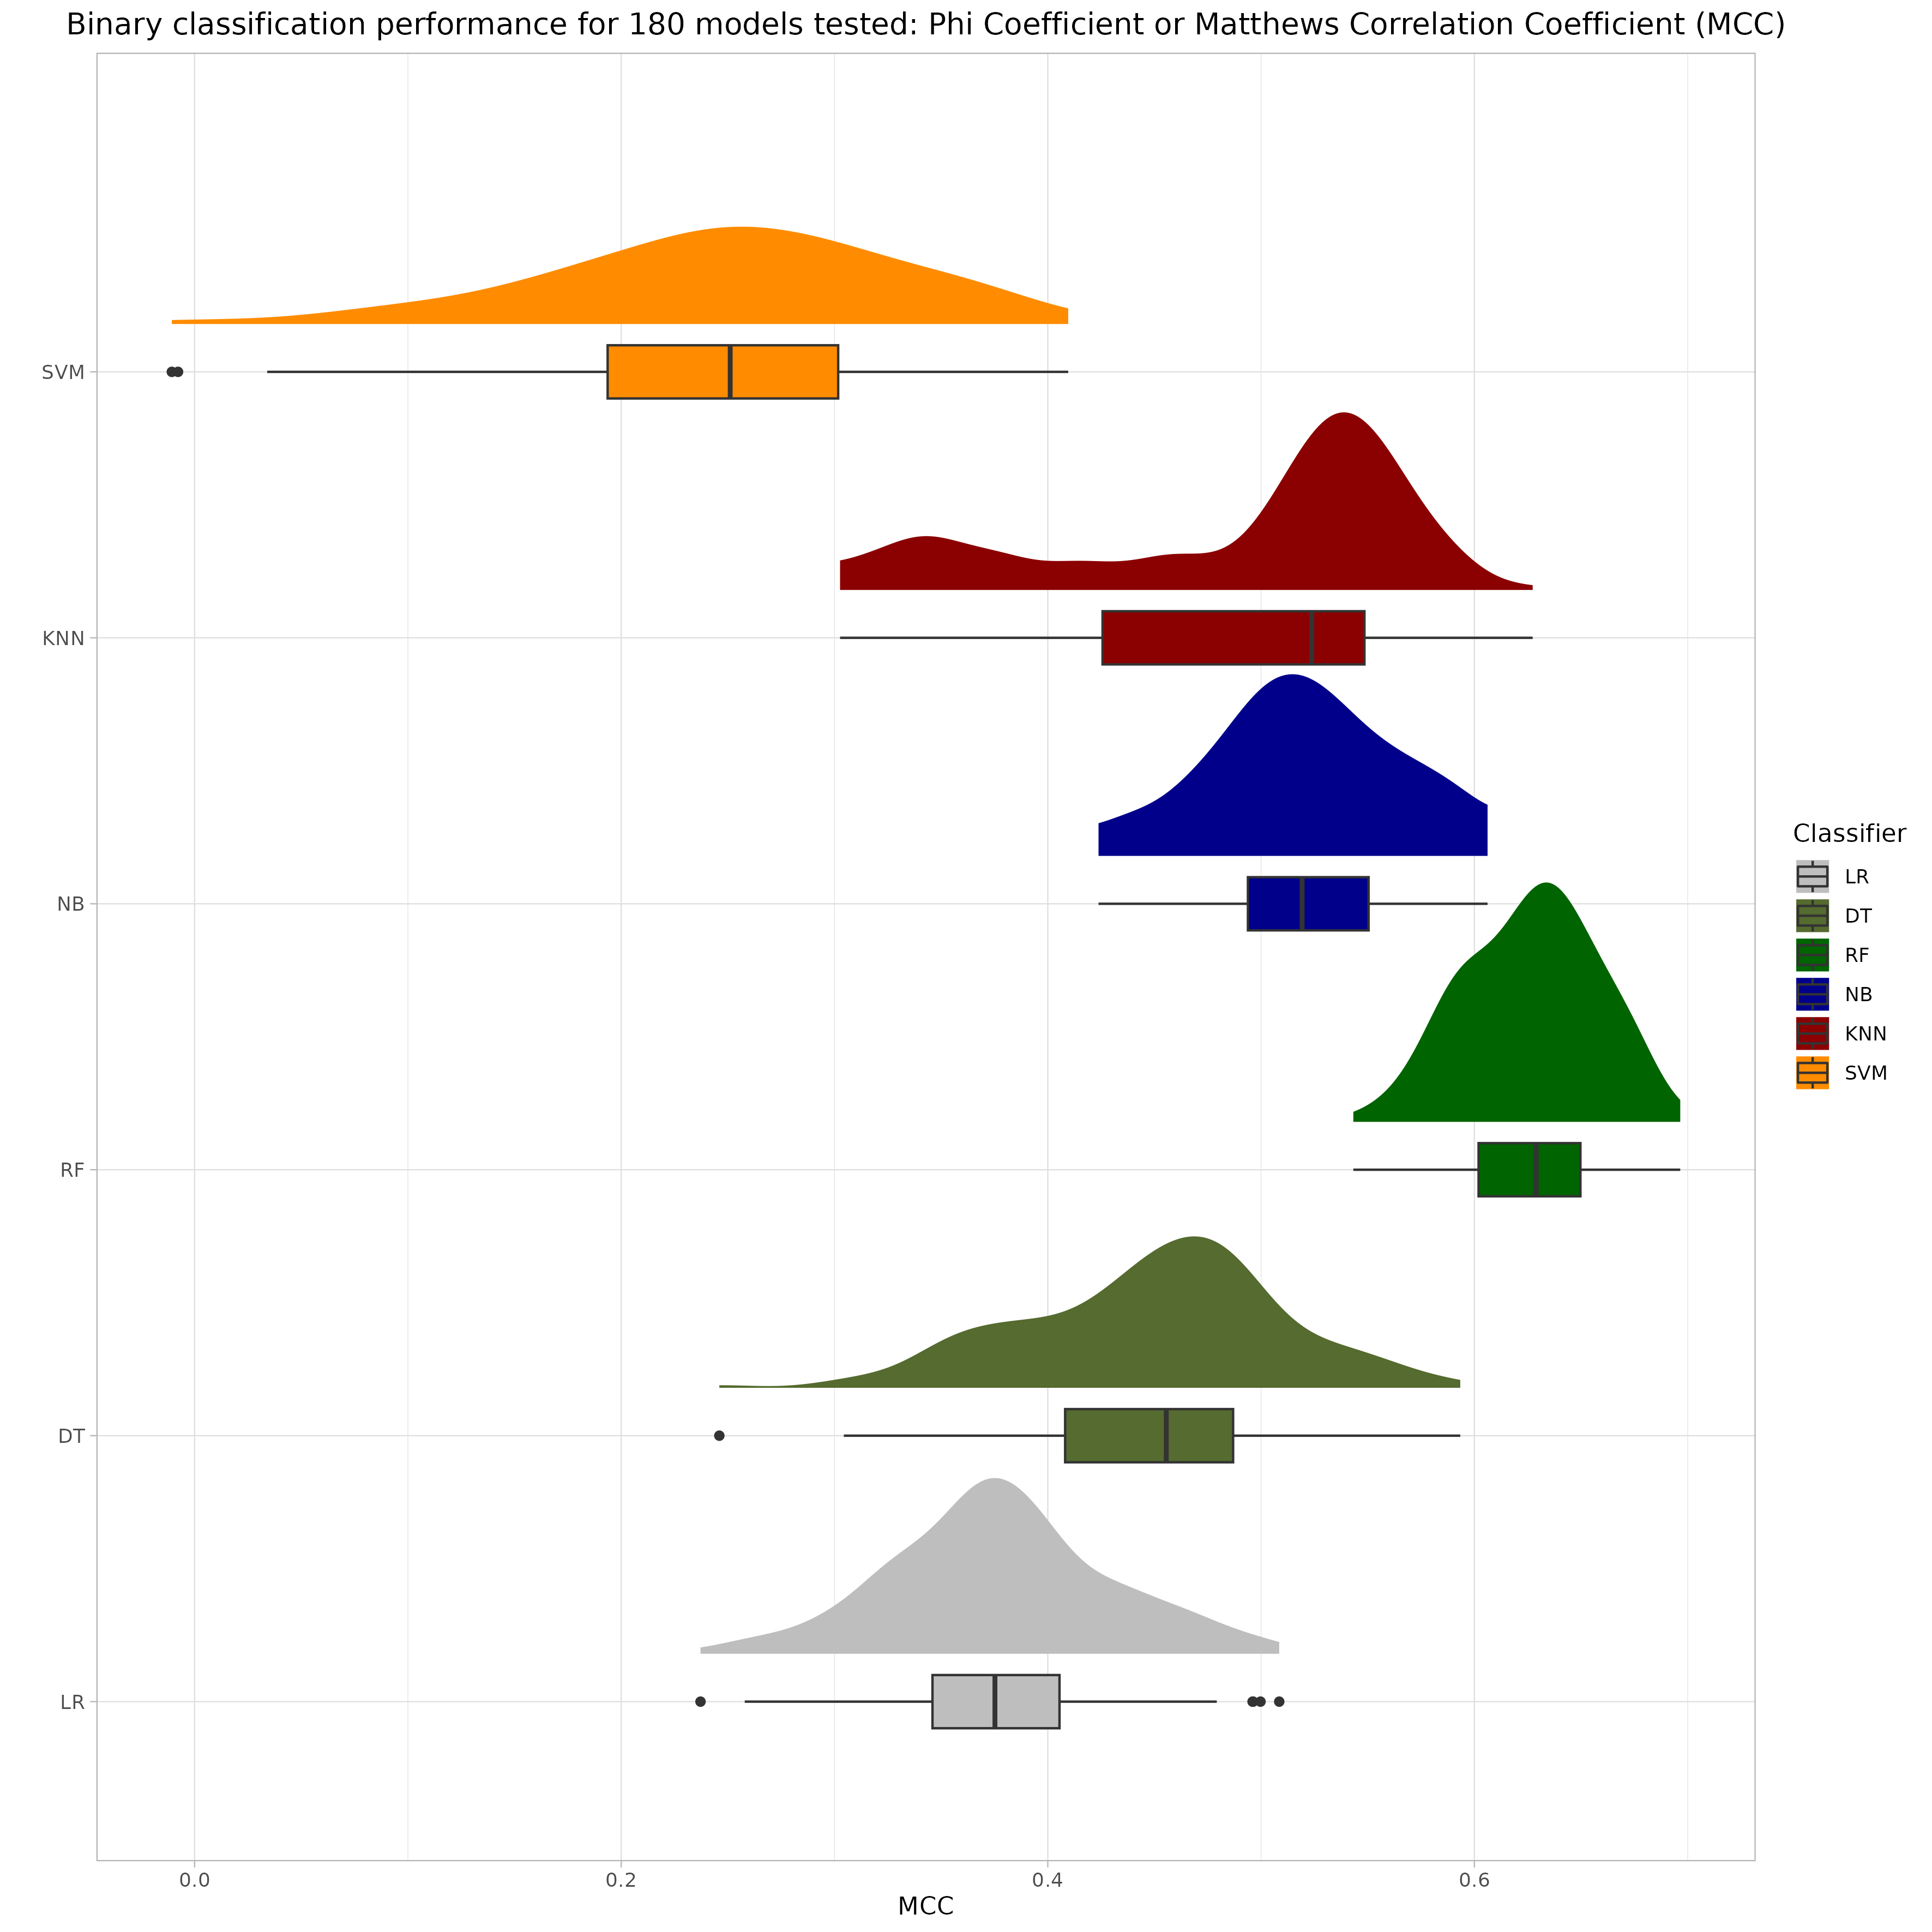 Binary classification performance for 180 models tested: Phi Coefficient or Matthews Correlation Coefficient (MCC)
SVM
KNN
NB
RF
DT
LR
0.0 0.2 0.4 0.6
MCC
Classifier
LR
DT
RF
NB
KNN
SVM